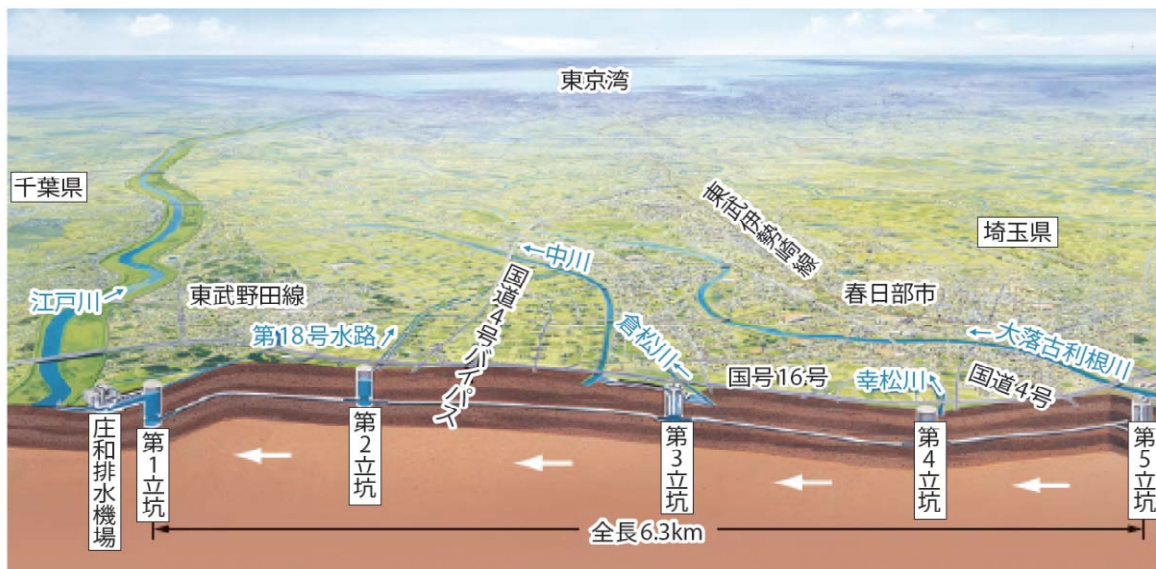 東京湾
千葉県
東武伊勢崎線
埼玉県
←中川
江戸川→
東武野田線
国道4号バイパス
春日部市
第18号水路→
倉松川→
←大落古利根川
国号16号
幸松川→
国道4号
庄和排水機場
第1立坑
第2立坑
第3立坑
第4立坑
第5立坑
全長6.3km